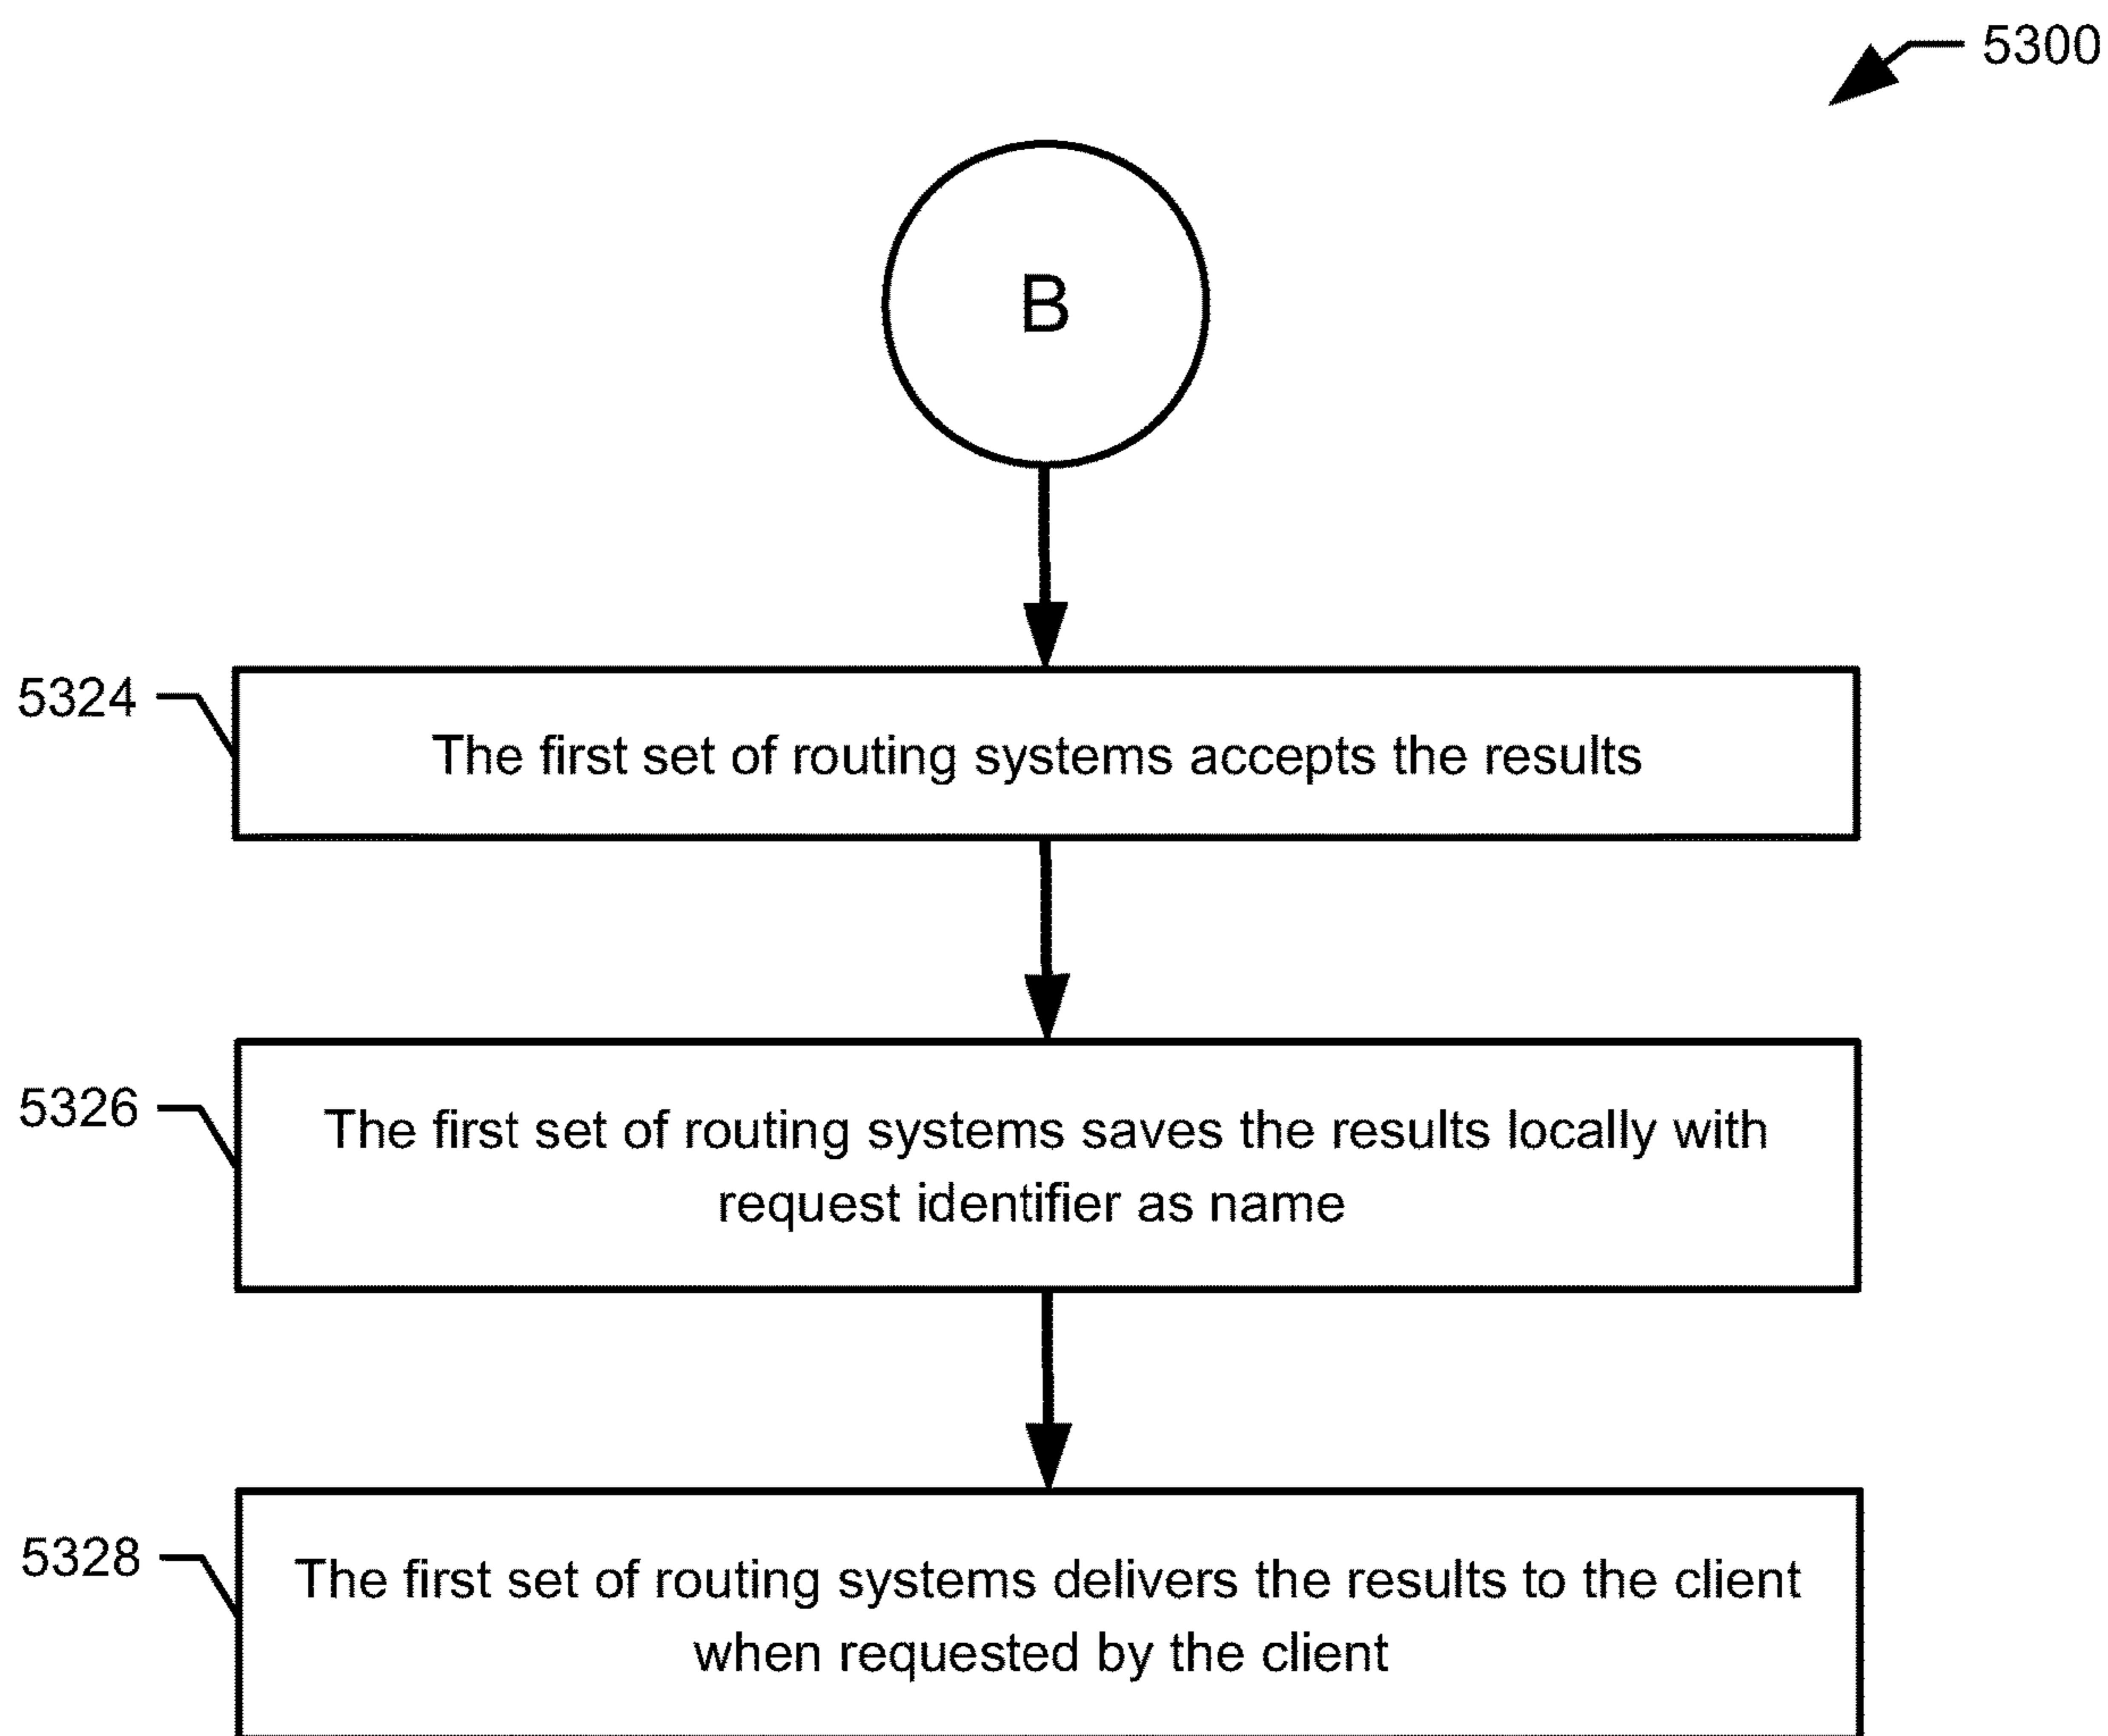 5300
B
5324
The first set of routing systems accepts the results
5326
The first set of routing systems saves the results locally with
request identifier as name
5328
The first set of routing systems delivers the results to the client
when requested by the client